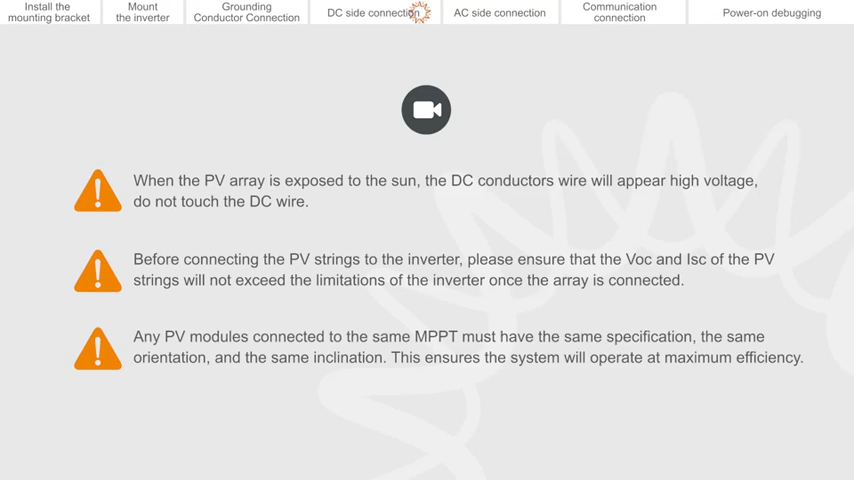 Install the
mounting bracket
Mount
the inverter
Grounding
Conductor Connection
DC side connection
AC side connection
Communication
connection
Power-on debugging
When the PV array is exposed to the sun, the DC conductors wire will appear high voltage,
do not touch the DC wire.
Before connecting the PV strings to the inverter, please ensure that the Voc and Isc of the PV
strings will not exceed the limitations of the inverter once the array is connected.
Any PV modules connected to the same MPPT must have the same specification, the same
orientation, and the same inclination. This ensures the system will operate at maximum efficiency.